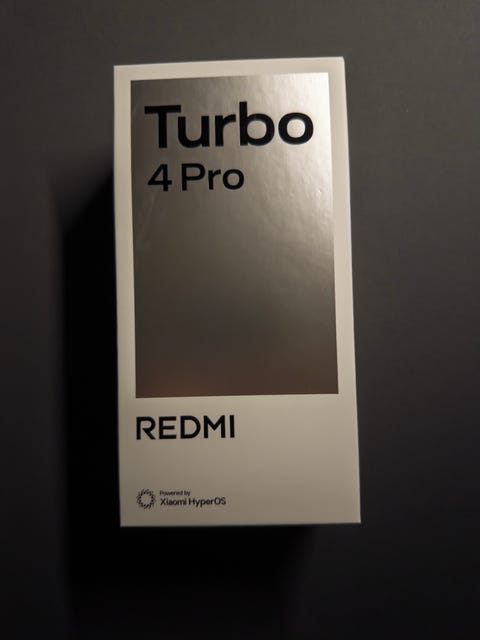 Turbo
4 Pro
REDMI
Powered by
Xiaomi HyperOS